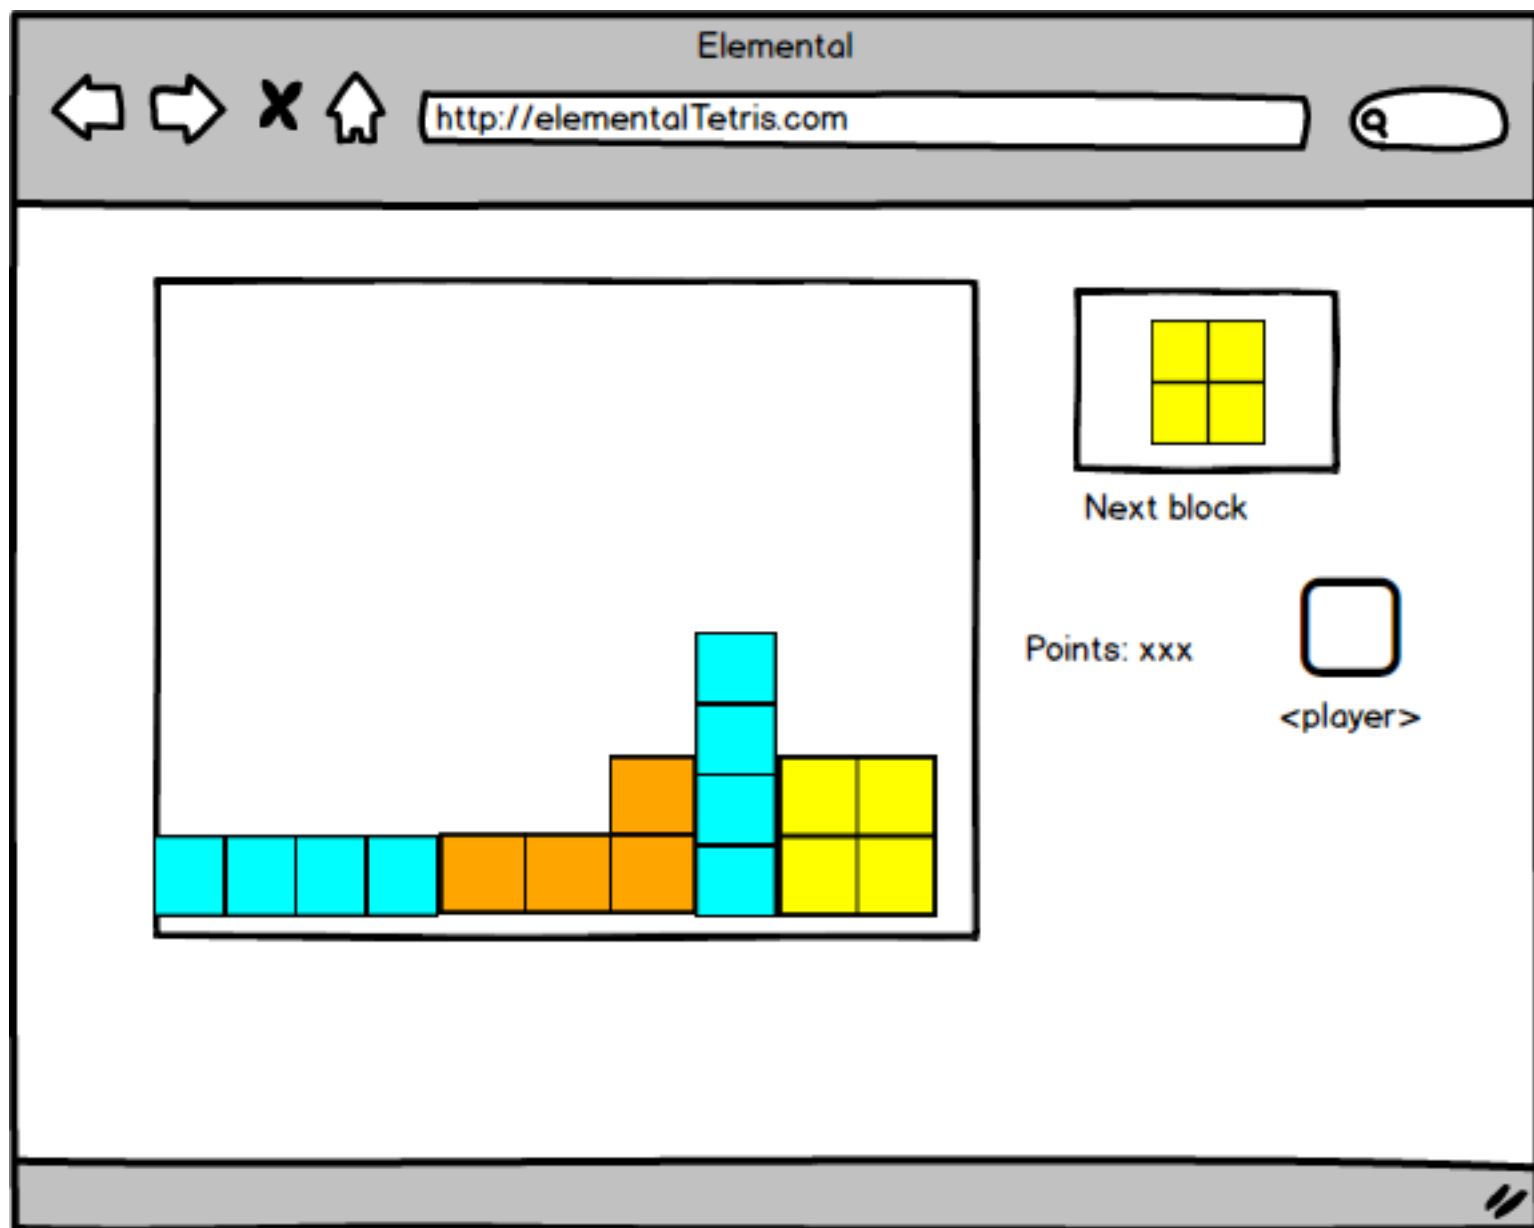 Elemental
http://elementalTetris.com
Next block
Points: xxx
<player>